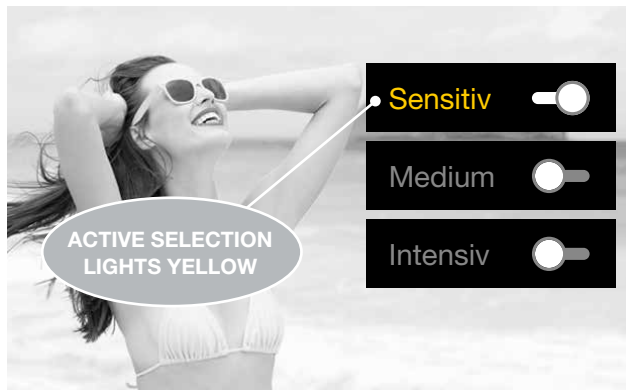 Sensitiv
Medium
Intensiv
ACTIVE SELECTION
LIGHTS YELLOW